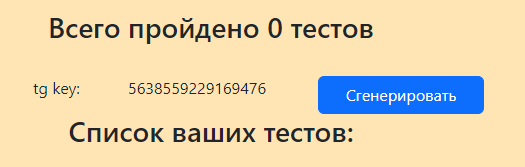 Всего пройдено 0 тестов
tg key: 5638559229169476 Сгенерировать
Список ваших тестов: